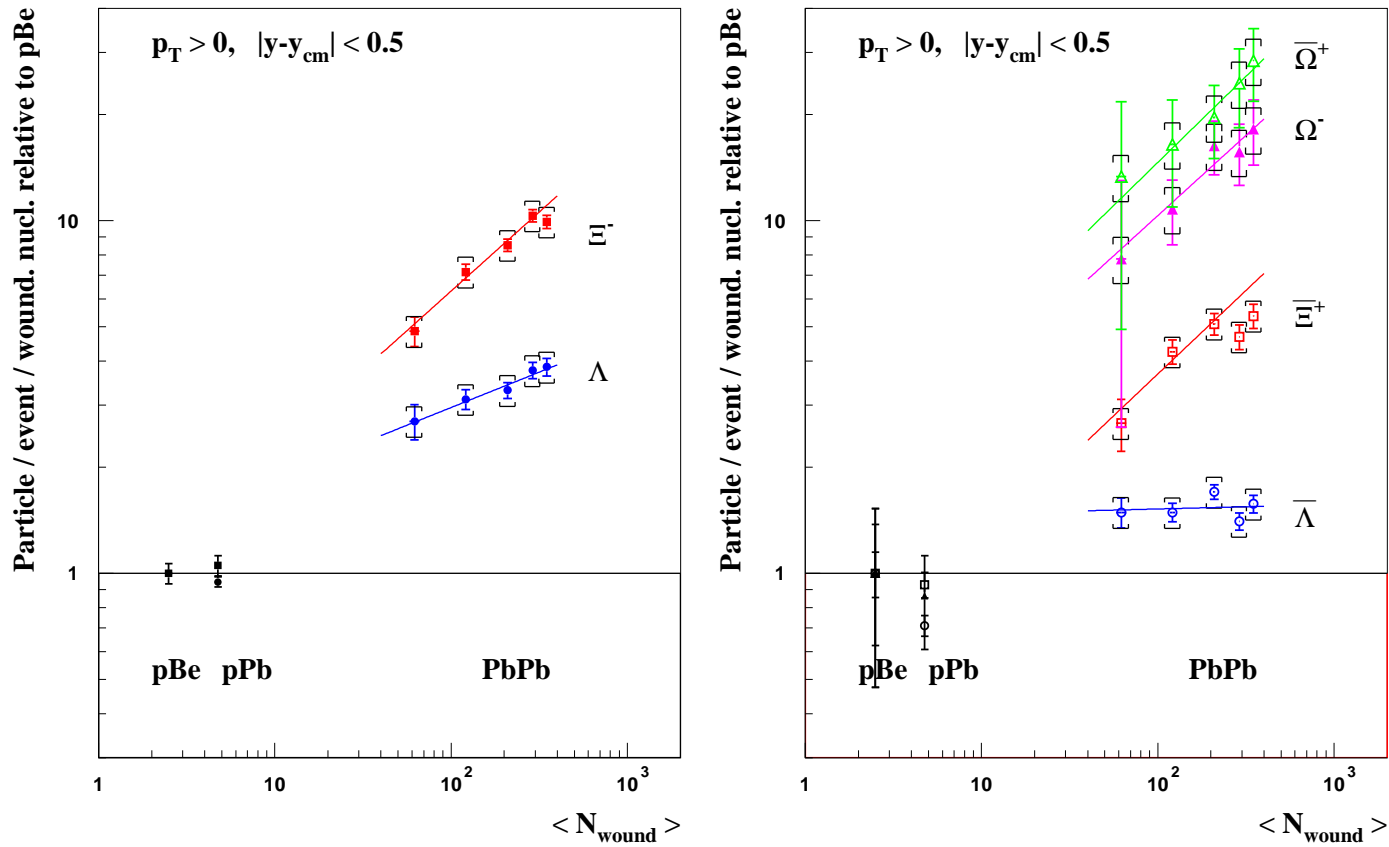 Particle / event / wound. nucl. relative to pBe
p_T > 0, |y-y_cm| < 0.5
10
1
Ξ⁻
Λ
pBe pPb PbPb
1 10 10² 10³
< N_wound >
Particle / event / wound. nucl. relative to pBe
p_T > 0, |y-y_cm| < 0.5
10
1
Ω̅⁺
Ω⁻
Ξ̅⁺
Λ̅
pBe pPb PbPb
1 10 10² 10³
< N_wound >